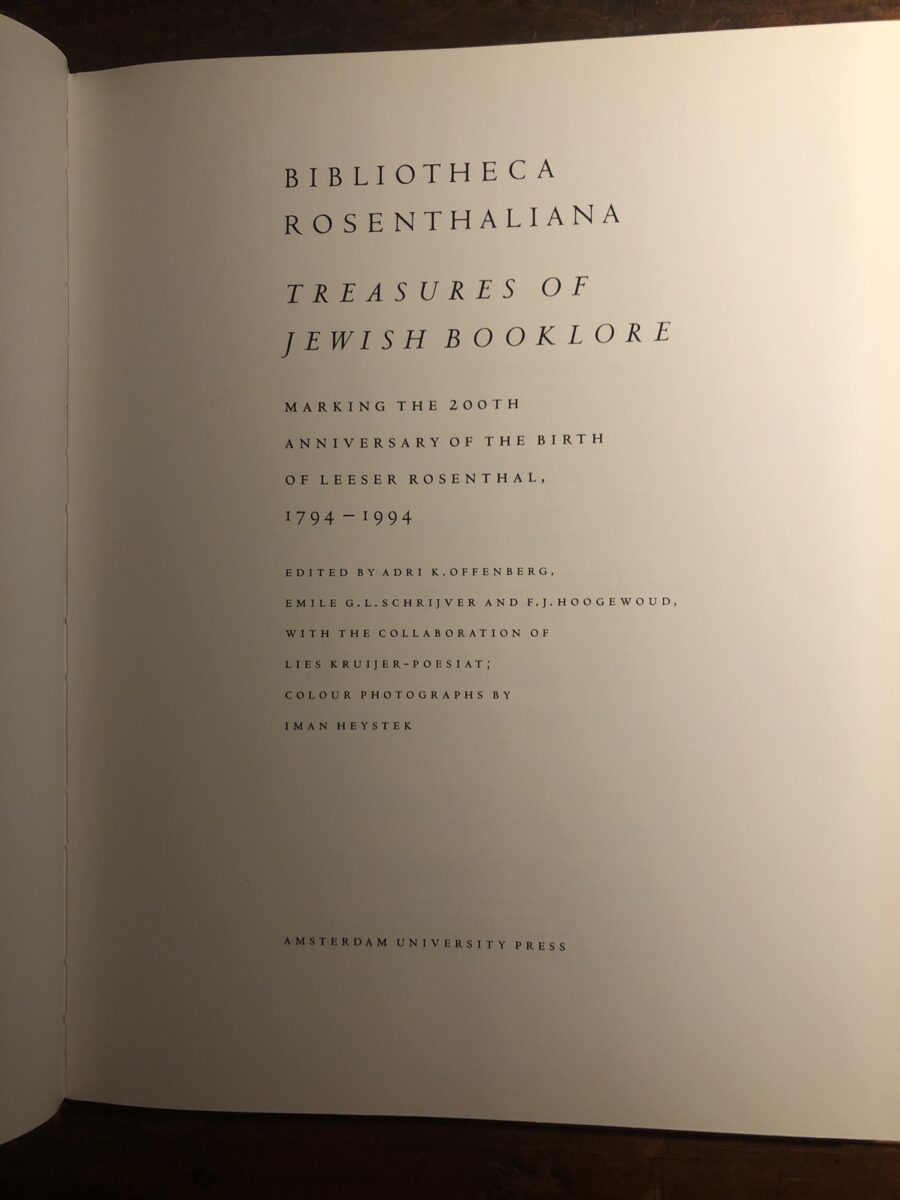 BIBLIOTHECA
ROSENTHALIANA
TREASURES OF
JEWISH BOOKLORE
MARKING THE 200TH
ANNIVERSARY OF THE BIRTH
OF LEESER ROSENTHAL,
1794–1994
EDITED BY ADRI K. OFFENBERG,
EMILE G.L. SCHRIJVER AND F.J. HOOGEWOUD,
WITH THE COLLABORATION OF
LIES KRUIJER-POESIAT;
COLOUR PHOTOGRAPHS BY
IMAN HEYSTEK
AMSTERDAM UNIVERSITY PRESS